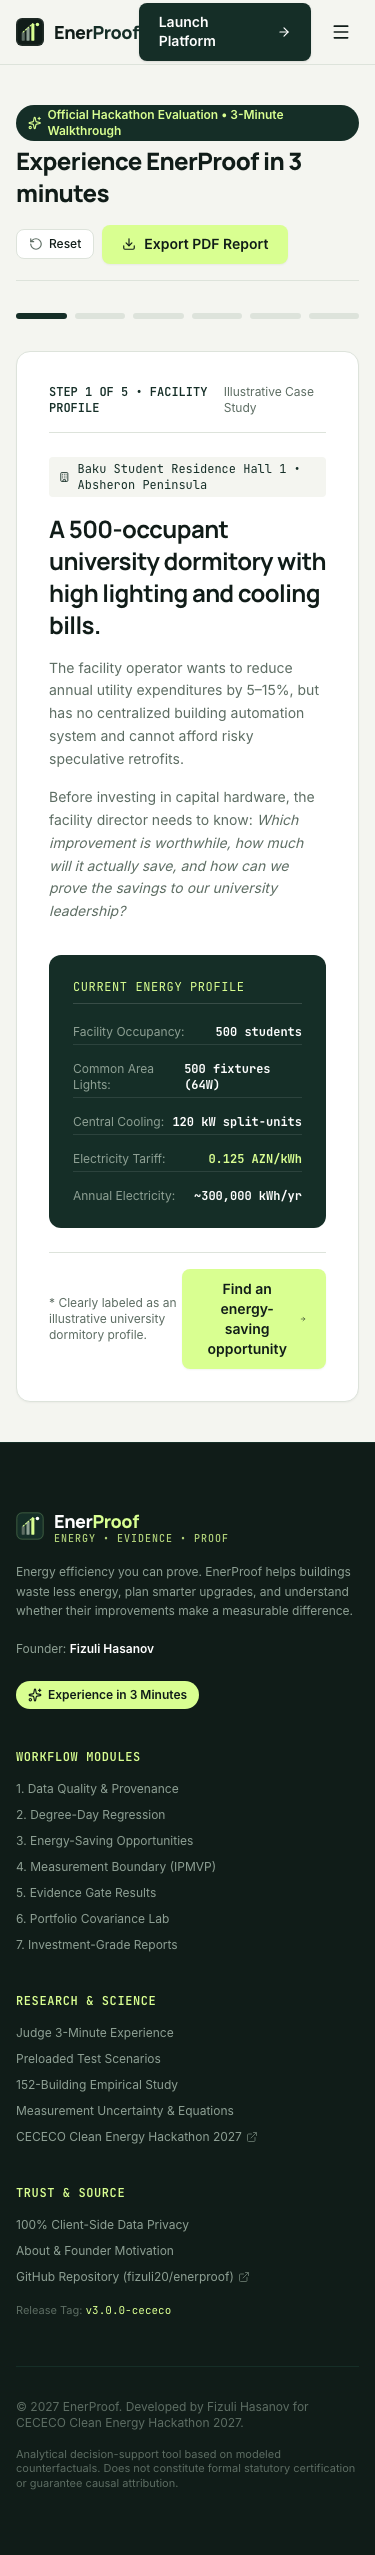 EnerProof
Launch
Platform
Official Hackathon Evaluation • 3-Minute
Walkthrough
Experience EnerProof in 3
minutes
Reset
Export PDF Report
STEP 1 OF 5 • FACILITY
PROFILE
Illustrative Case
Study
Baku Student Residence Hall 1 •
Absheron Peninsula
A 500-occupant
university dormitory with
high lighting and cooling
bills.
The facility operator wants to reduce
annual utility expenditures by 5–15%, but
has no centralized building automation
system and cannot afford risky
speculative retrofits.
Before investing in capital hardware, the
facility director needs to know: Which
improvement is worthwhile, how much
will it actually save, and how can we
prove the savings to our university
leadership?
CURRENT ENERGY PROFILE
Facility Occupancy: 500 students
Common Area
Lights:
500 fixtures
(64W)
Central Cooling: 120 kW split-units
Electricity Tariff: 0.125 AZN/kWh
Annual Electricity: ~300,000 kWh/yr
* Clearly labeled as an
illustrative university
dormitory profile.
Find an
energy-
saving
opportunity
EnerProof
ENERGY • EVIDENCE • PROOF
Energy efficiency you can prove. EnerProof helps buildings
waste less energy, plan smarter upgrades, and understand
whether their improvements make a measurable difference.
Founder: Fizuli Hasanov
Experience in 3 Minutes
WORKFLOW MODULES
1. Data Quality & Provenance
2. Degree-Day Regression
3. Energy-Saving Opportunities
4. Measurement Boundary (IPMVP)
5. Evidence Gate Results
6. Portfolio Covariance Lab
7. Investment-Grade Reports
RESEARCH & SCIENCE
Judge 3-Minute Experience
Preloaded Test Scenarios
152-Building Empirical Study
Measurement Uncertainty & Equations
CECECO Clean Energy Hackathon 2027
TRUST & SOURCE
100% Client-Side Data Privacy
About & Founder Motivation
GitHub Repository (fizuli20/enerproof)
Release Tag: v3.0.0-cececo
© 2027 EnerProof. Developed by Fizuli Hasanov for
CECECO Clean Energy Hackathon 2027.
Analytical decision-support tool based on modeled
counterfactuals. Does not constitute formal statutory certification
or guarantee causal attribution.